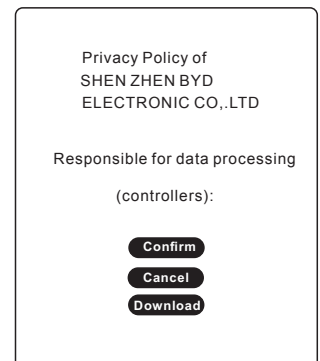 Privacy Policy of
SHEN ZHEN BYD
ELECTRONIC CO,.LTD
Responsible for data processing
(controllers):
Confirm
Cancel
Download